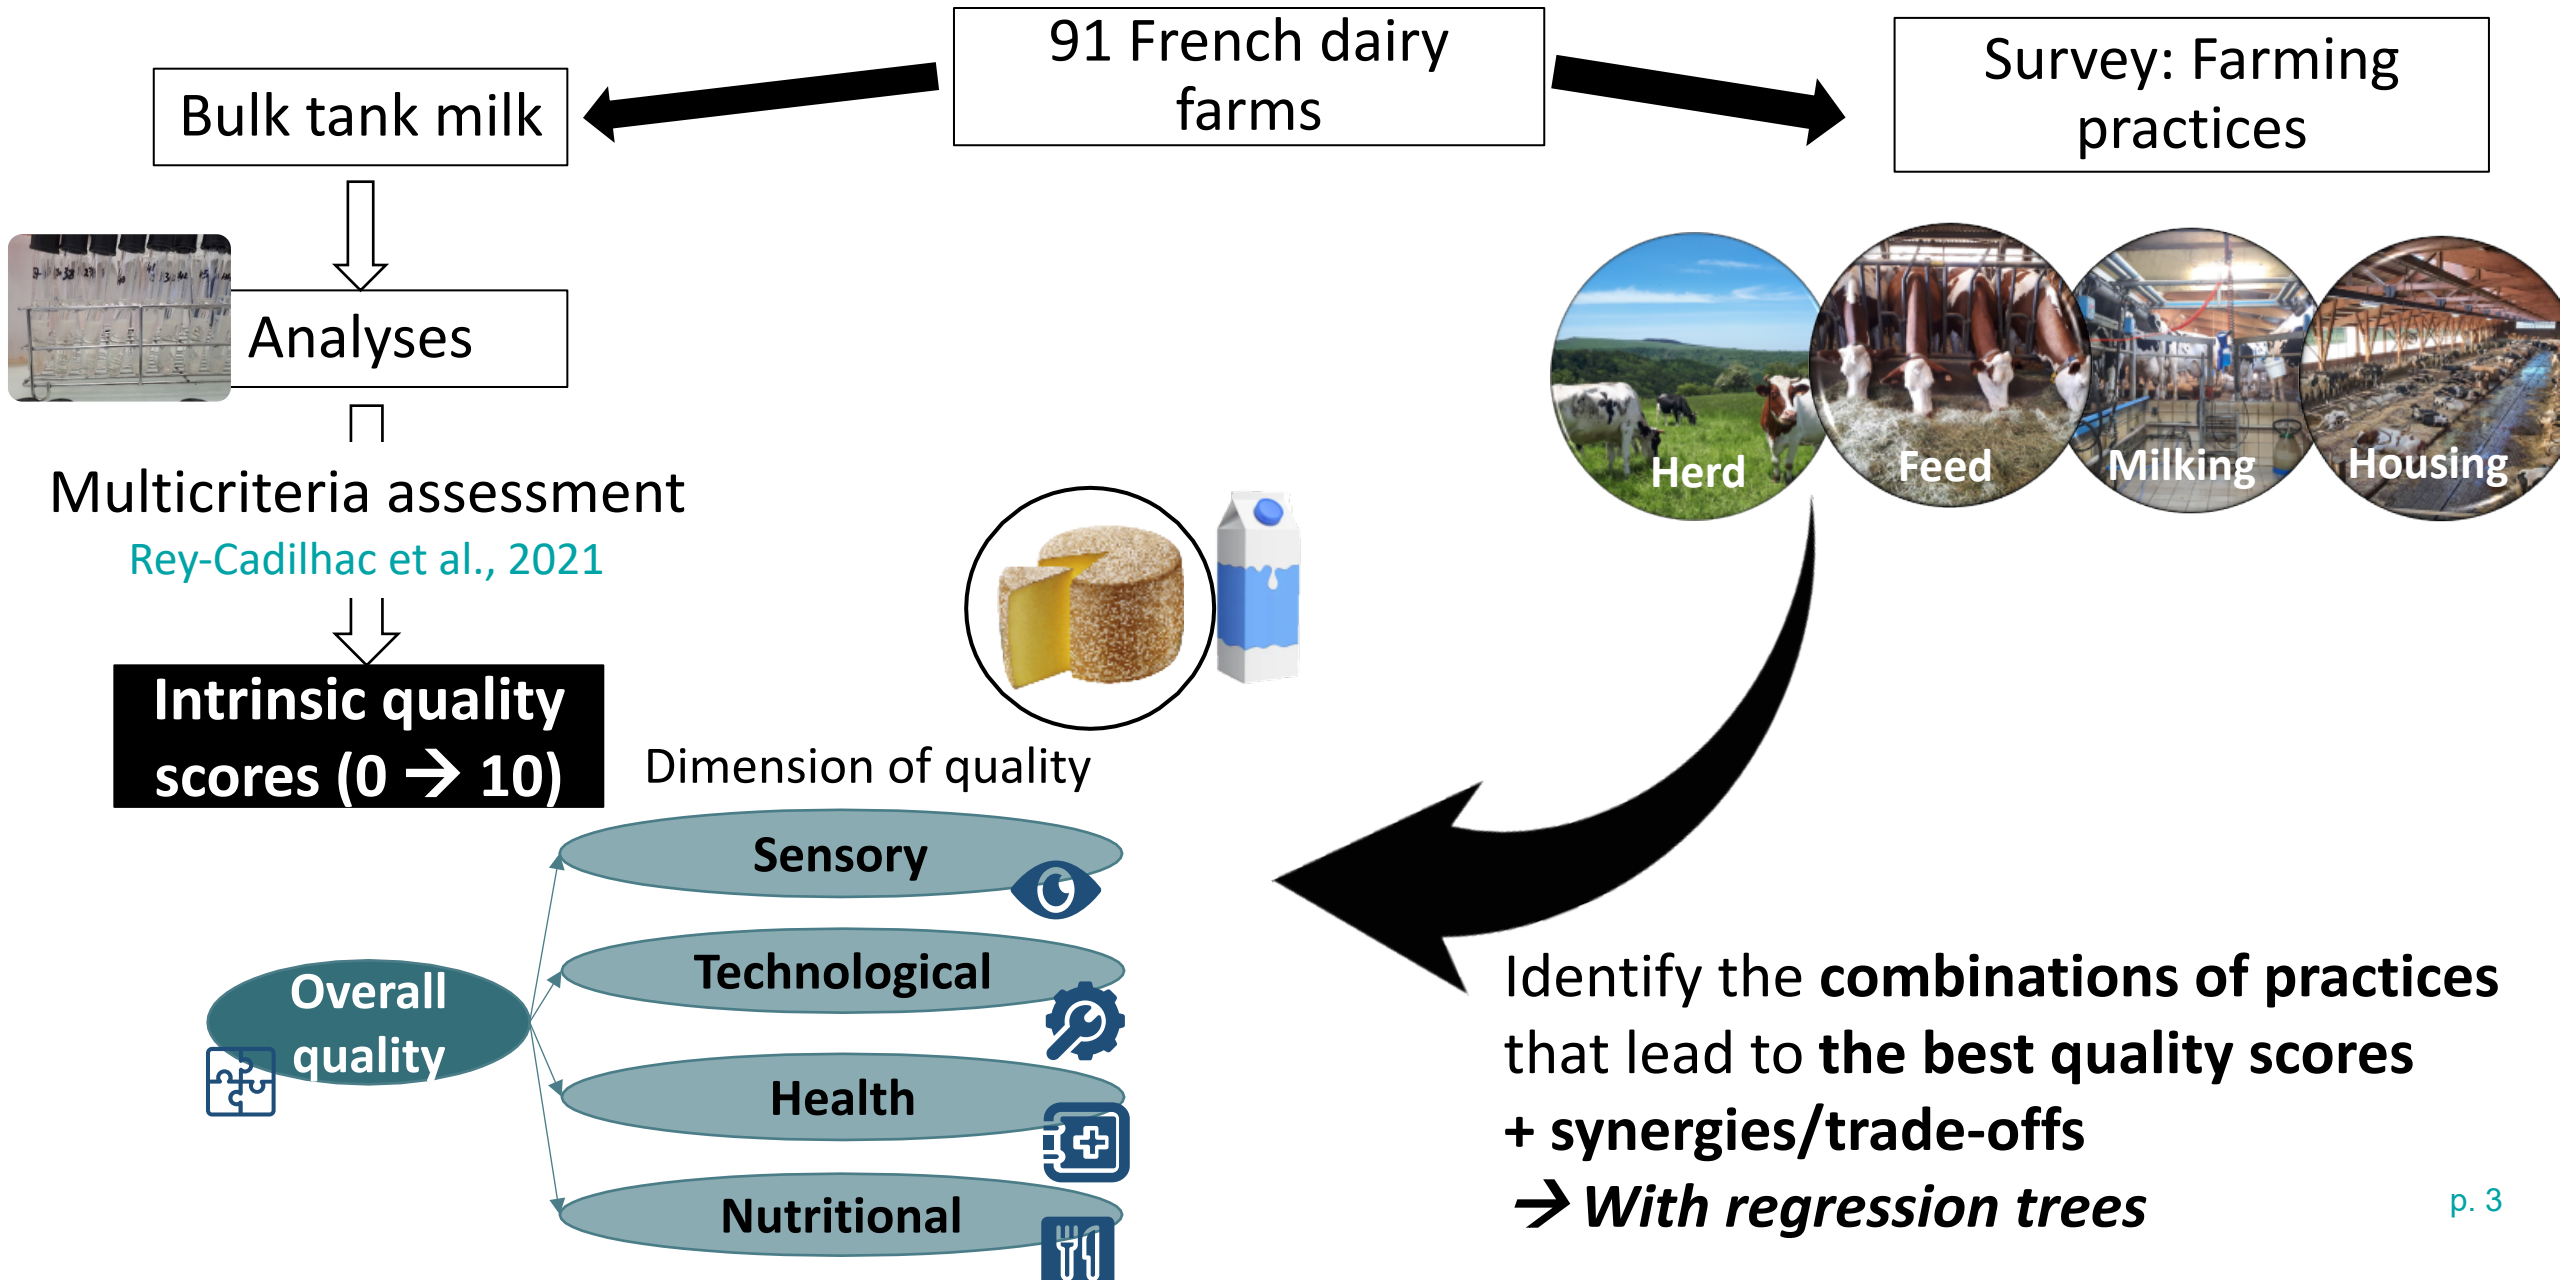 91 French dairy
farms
Bulk tank milk
Survey: Farming
practices
Analyses
Herd
Feed
Milking
Housing
Multicriteria assessment
Rey-Cadilhac et al., 2021
Intrinsic quality
scores (0 → 10)
Dimension of quality
Sensory
Technological
Health
Nutritional
Overall
quality
Identify the combinations of practices
that lead to the best quality scores
+ synergies/trade-offs
→ With regression trees
p. 3